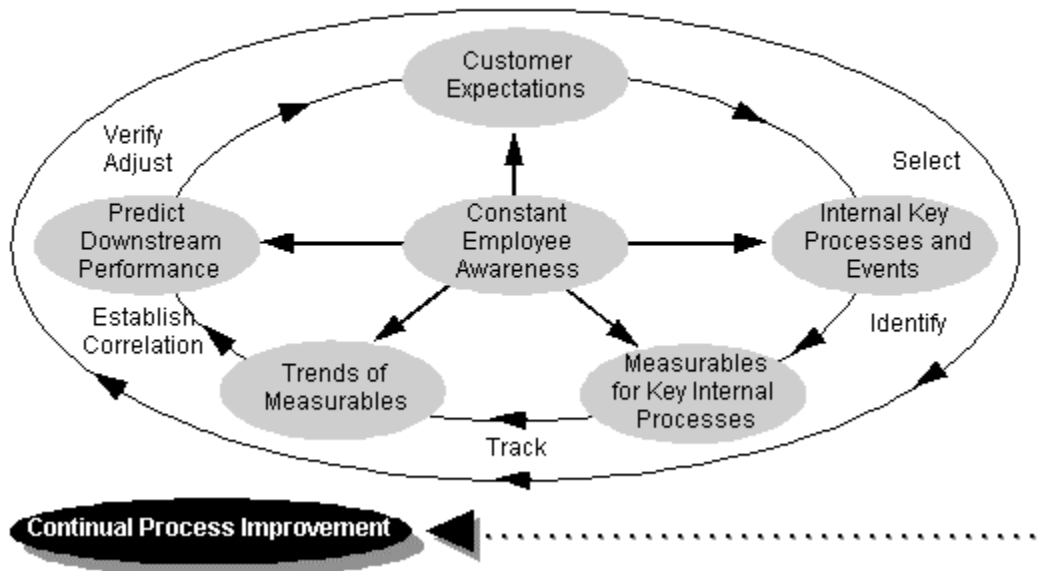 Customer
Expectations
Verify
Adjust
Select
Predict
Downstream
Performance
Constant
Employee
Awareness
Internal Key
Processes and
Events
Establish
Correlation
Identify
Trends of
Measurables
Measurables
for Key Internal
Processes
Track
Continual Process Improvement